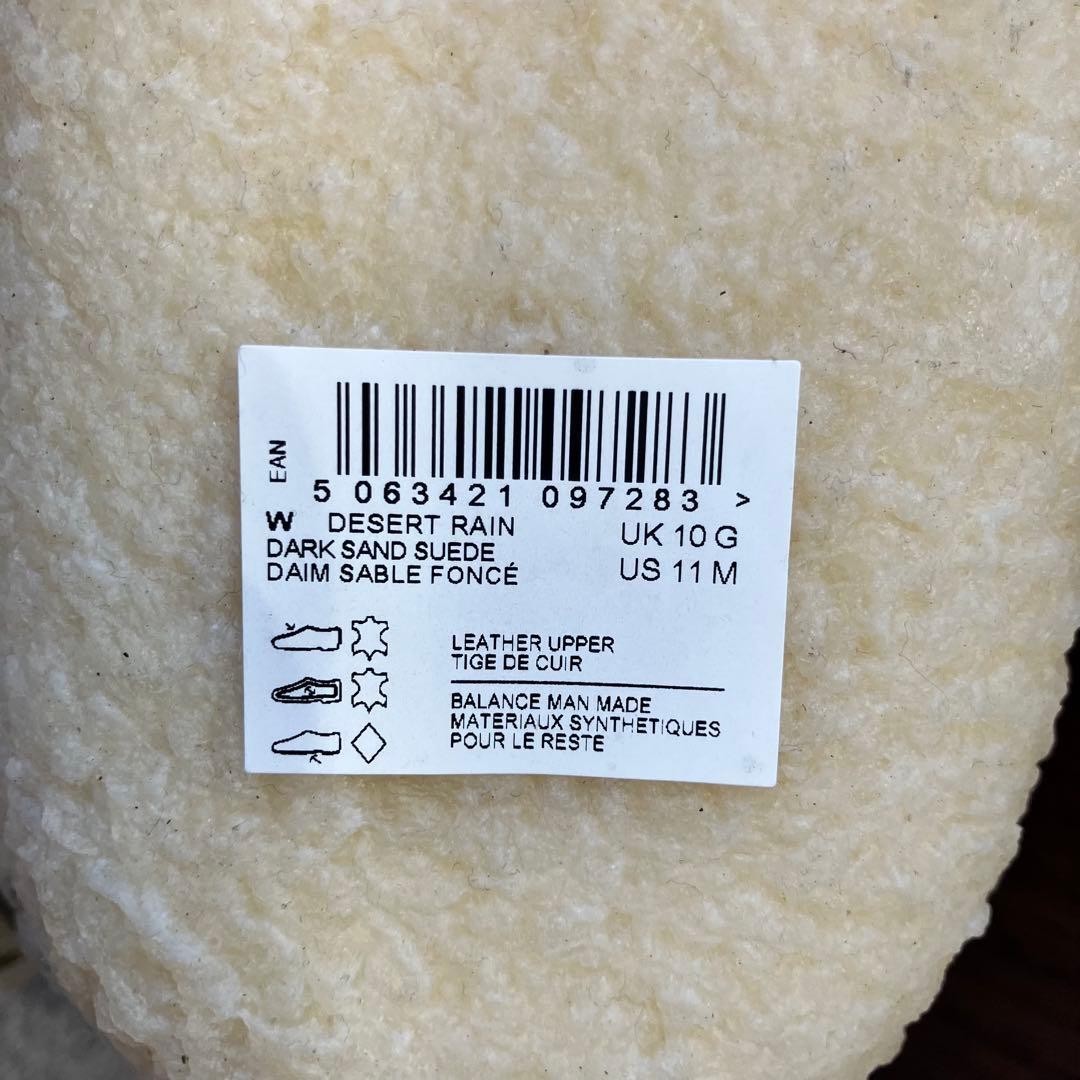 EAN
5 063421 097283 >
W DESERT RAIN UK 10 G
DARK SAND SUEDE
DAIM SABLE FONCÉ US 11 M
LEATHER UPPER
TIGE DE CUIR
BALANCE MAN MADE
MATERIAUX SYNTHETIQUES
POUR LE RESTE